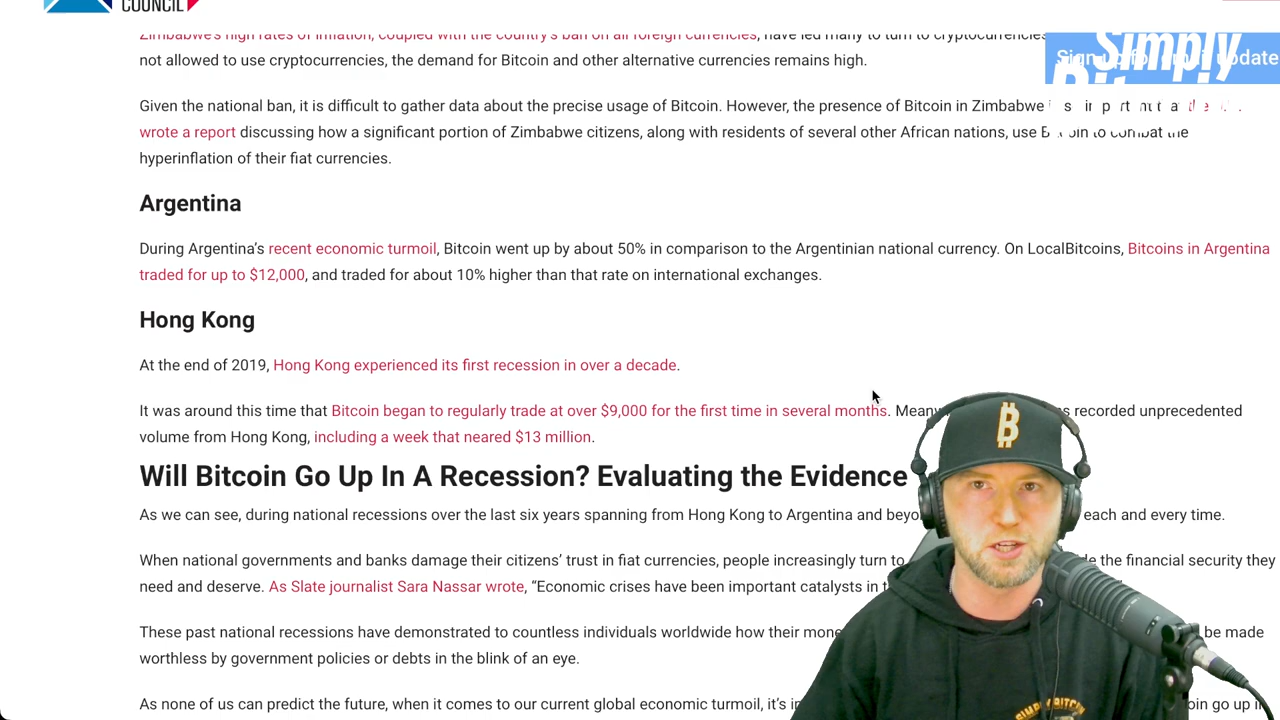 COUNCIL
Zimbabwe's high rates of inflation, coupled with the country's ban on all foreign currencies, have led many to turn to cryptocurrencies
Simply
Sign up for email update
not allowed to use cryptocurrencies, the demand for Bitcoin and other alternative currencies remains high.
Given the national ban, it is difficult to gather data about the precise usage of Bitcoin. However, the presence of Bitcoin in Zimbabwe
wrote a report discussing how a significant portion of Zimbabwe citizens, along with residents of several other African nations, use Bitcoin to combat the
hyperinflation of their fiat currencies.
Argentina
During Argentina's recent economic turmoil, Bitcoin went up by about 50% in comparison to the Argentinian national currency. On LocalBitcoins, Bitcoins in Argentina
traded for up to $12,000, and traded for about 10% higher than that rate on international exchanges.
Hong Kong
At the end of 2019, Hong Kong experienced its first recession in over a decade.
It was around this time that Bitcoin began to regularly trade at over $9,000 for the first time in several months. recorded unprecedented
volume from Hong Kong, including a week that neared $13 million.
Will Bitcoin Go Up In A Recession? Evaluating the Evidence
As we can see, during national recessions over the last six years spanning from Hong Kong to Argentina and each and every time.
When national governments and banks damage their citizens' trust in fiat currencies, people increasingly turn to the financial security they
need and deserve. As Slate journalist Sara Nassar wrote, “Economic crises have been important catalysts in
These past national recessions have demonstrated to countless individuals worldwide how their be made
worthless by government policies or debts in the blink of an eye.
As none of us can predict the future, when it comes to our current global economic turmoil, it's go up
SIMPLY BITCOIN